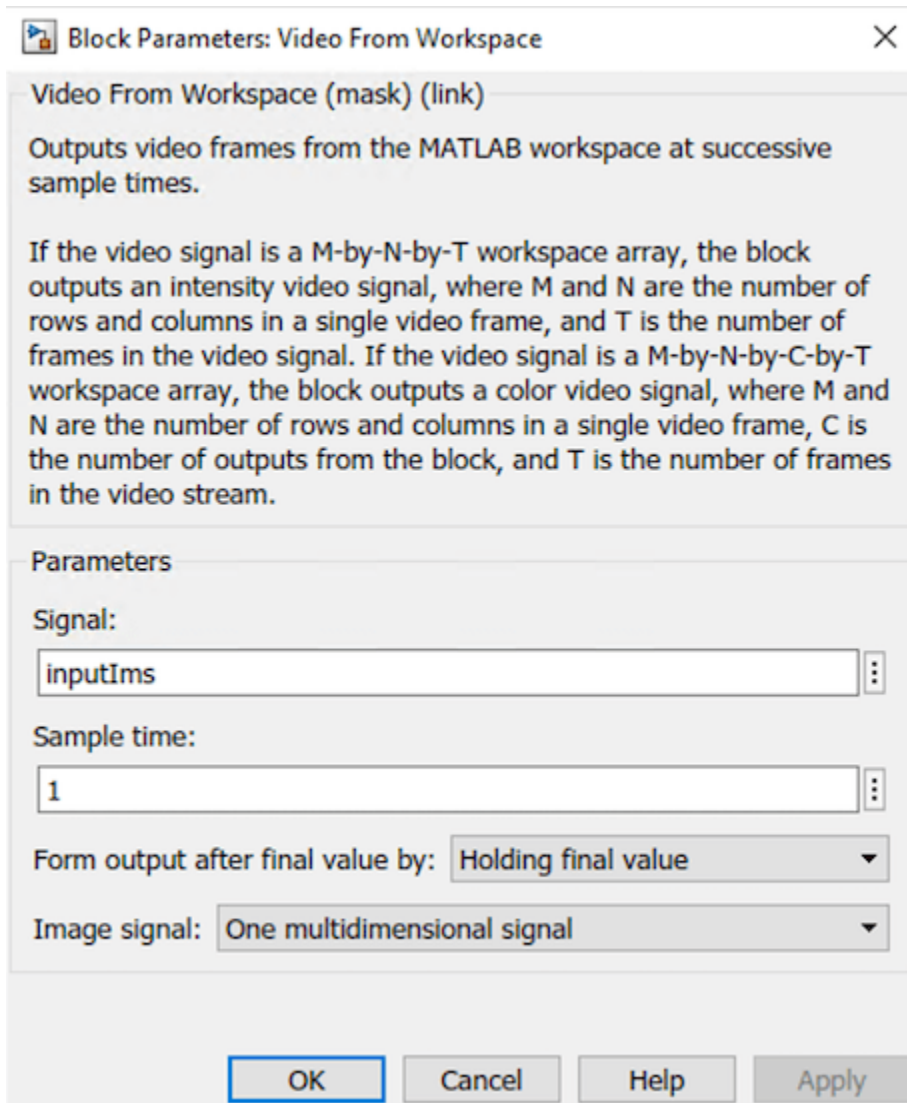 Block Parameters: Video From Workspace
Video From Workspace (mask) (link)
Outputs video frames from the MATLAB workspace at successive
sample times.
If the video signal is a M-by-N-by-T workspace array, the block
outputs an intensity video signal, where M and N are the number of
rows and columns in a single video frame, and T is the number of
frames in the video signal. If the video signal is a M-by-N-by-C-by-T
workspace array, the block outputs a color video signal, where M and
N are the number of rows and columns in a single video frame, C is
the number of outputs from the block, and T is the number of frames
in the video stream.
Parameters
Signal:
inputIms
Sample time:
1
Form output after final value by: Holding final value
Image signal: One multidimensional signal
OK Cancel Help Apply